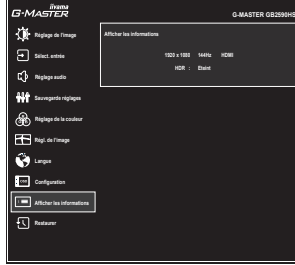 iiyama
G-MASTER
G-MASTER GB2590HS
Réglage de l'image
Afficher les informations
1920 x 1080 144Hz HDMI
HDR : Eteint
Sélect. entrée
Réglage audio
Sauvegarde réglages
Réglage de la couleur
Régl. de l'image
Langue
OSD
Configuration
Afficher les informations
Restaurer